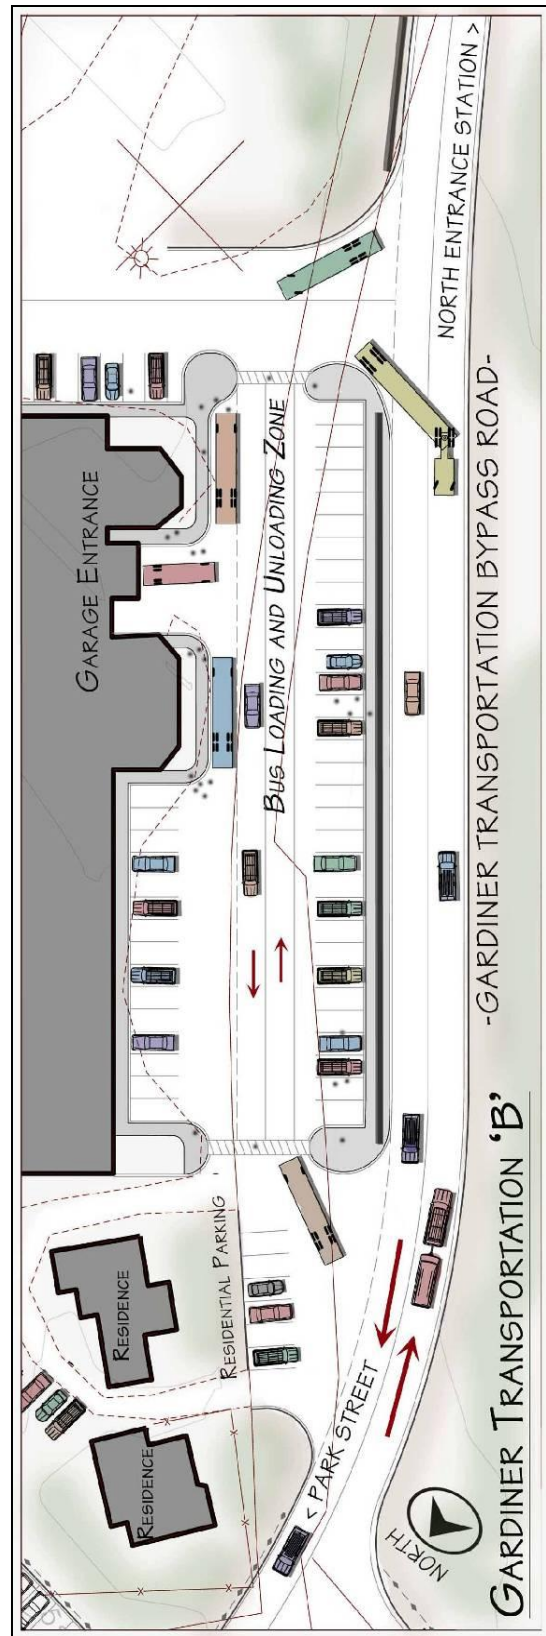 NORTH ENTRANCE STATION >
GARAGE ENTRANCE
BUS LOADING AND UNLOADING ZONE
-GARDINER TRANSPORTATION BYPASS ROAD-
RESIDENTIAL PARKING
RESIDENCE
RESIDENCE
< PARK STREET
NORTH
GARDINER TRANSPORTATION 'B'